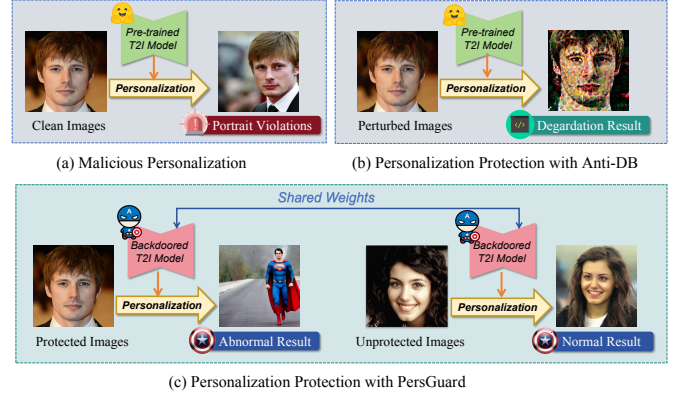 Pre-trained
T2I Model
Personalization
Clean Images
Portrait Violations
(a) Malicious Personalization
Pre-trained
T2I Model
Personalization
Perturbed Images
</>
Degardation Result
(b) Personalization Protection with Anti-DB
Shared Weights
Backdoored
T2I Model
Personalization
Protected Images
Abnormal Result
Backdoored
T2I Model
Personalization
Unprotected Images
Normal Result
(c) Personalization Protection with PersGuard